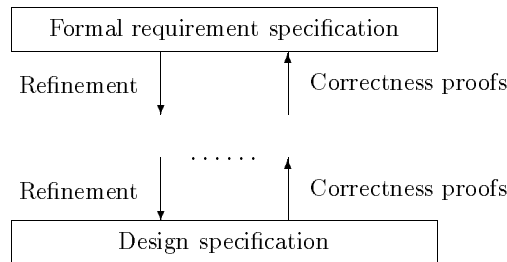 Formal requirement specification
Refinement
Correctness proofs
......
Refinement
Correctness proofs
Design specification